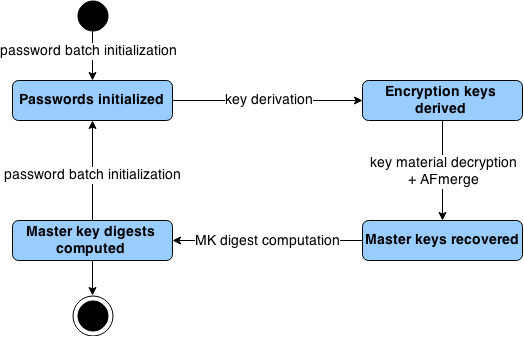 password batch initialization
Passwords initialized
key derivation
Encryption keys
derived
key material decryption
+ AFmerge
password batch initialization
Master key digests
computed
MK digest computation
Master keys recovered